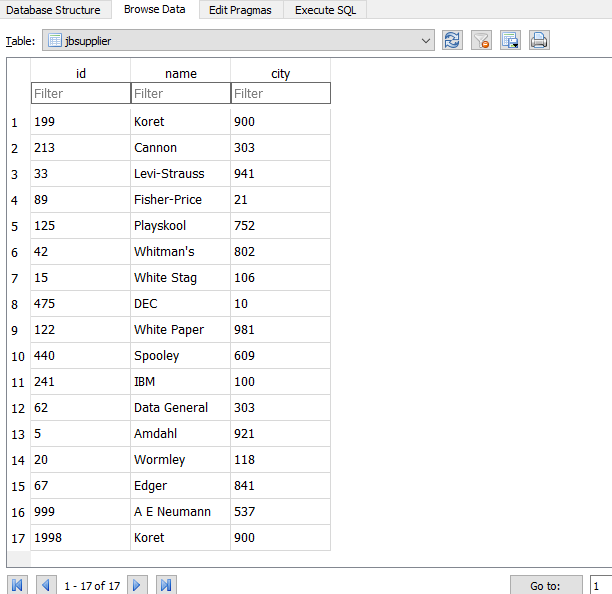 Database Structure Browse Data Edit Pragmas Execute SQL
Table: jbsupplier
id name city
Filter Filter Filter
1 199 Koret 900
2 213 Cannon 303
3 33 Levi-Strauss 941
4 89 Fisher-Price 21
5 125 Playskool 752
6 42 Whitman's 802
7 15 White Stag 106
8 475 DEC 10
9 122 White Paper 981
10 440 Spooley 609
11 241 IBM 100
12 62 Data General 303
13 5 Amdahl 921
14 20 Wormley 118
15 67 Edger 841
16 999 A E Neumann 537
17 1998 Koret 900
1 - 17 of 17 Go to: 1